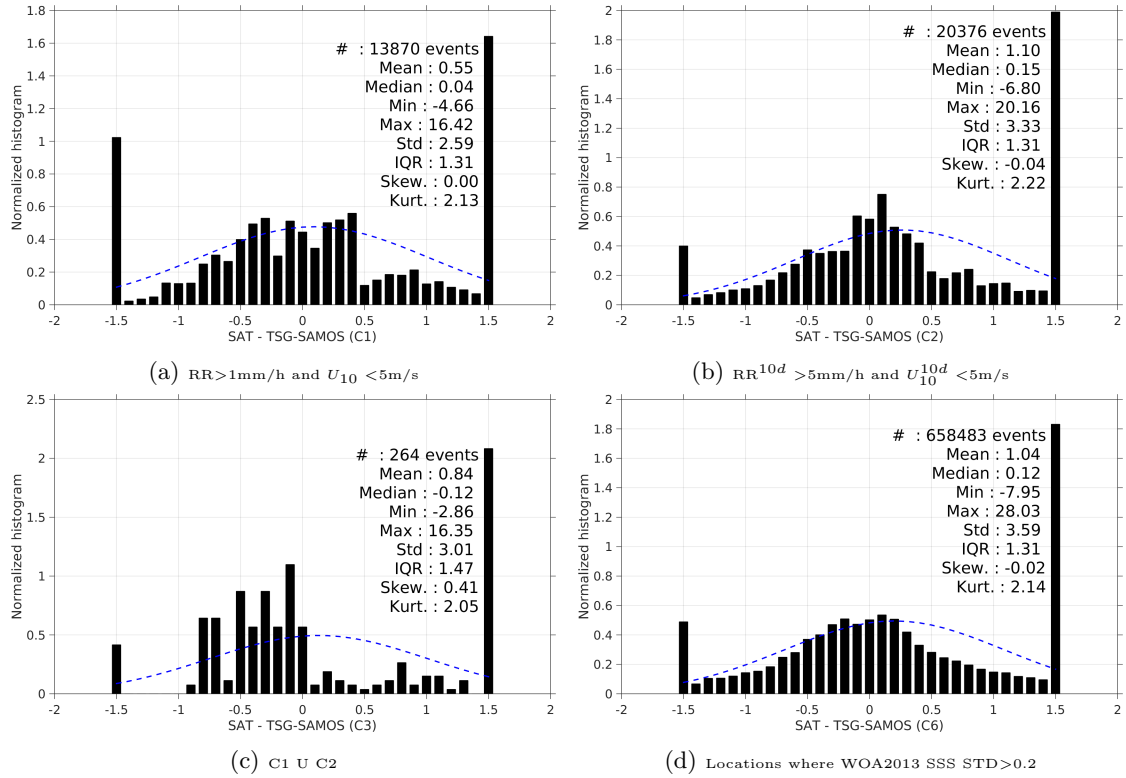 Normalized histogram
1.8
1.6
1.4
1.2
1
0.8
0.6
0.4
0.2
0
# : 13870 events
Mean : 0.55
Median : 0.04
Min : -4.66
Max : 16.42
Std : 2.59
IQR : 1.31
Skew. : 0.00
Kurt. : 2.13
-2 -1.5 -1 -0.5 0 0.5 1 1.5 2
SAT - TSG-SAMOS (C1)
(a) RR>1mm/h and U10 <5m/s
Normalized histogram
2
1.8
1.6
1.4
1.2
1
0.8
0.6
0.4
0.2
0
# : 20376 events
Mean : 1.10
Median : 0.15
Min : -6.80
Max : 20.16
Std : 3.33
IQR : 1.31
Skew. : -0.04
Kurt. : 2.22
-2 -1.5 -1 -0.5 0 0.5 1 1.5 2
SAT - TSG-SAMOS (C2)
(b) RR^10d >5mm/h and U10^10d <5m/s
Normalized histogram
2.5
2
1.5
1
0.5
0
# : 264 events
Mean : 0.84
Median : -0.12
Min : -2.86
Max : 16.35
Std : 3.01
IQR : 1.47
Skew. : 0.41
Kurt. : 2.05
-2 -1.5 -1 -0.5 0 0.5 1 1.5 2
SAT - TSG-SAMOS (C3)
(c) C1 U C2
Normalized histogram
2
1.8
1.6
1.4
1.2
1
0.8
0.6
0.4
0.2
0
# : 658483 events
Mean : 1.04
Median : 0.12
Min : -7.95
Max : 28.03
Std : 3.59
IQR : 1.31
Skew. : -0.02
Kurt. : 2.14
-2 -1.5 -1 -0.5 0 0.5 1 1.5 2
SAT - TSG-SAMOS (C6)
(d) Locations where WOA2013 SSS STD>0.2